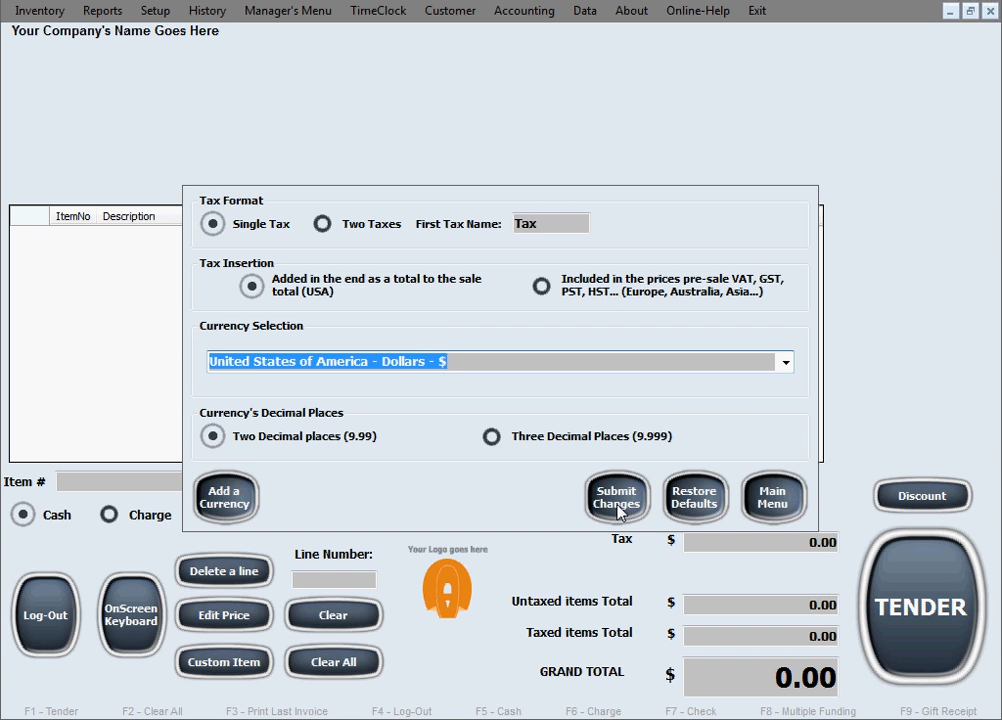 Inventory Reports Setup History Manager's Menu TimeClock Customer Accounting Data About Online-Help Exit
Your Company's Name Goes Here
ItemNo Description
Tax Format
Single Tax Two Taxes First Tax Name: Tax
Tax Insertion
Added in the end as a total to the sale
total (USA)
Included in the prices pre-sale VAT, GST,
PST, HST... (Europe, Australia, Asia...)
Currency Selection
United States of America - Dollars - $
Currency's Decimal Places
Two Decimal places (9.99) Three Decimal Places (9.999)
Add a
Currency
Submit
Changes
Restore
Defaults
Main
Menu
Item #
Cash Charge
Discount
Tax $ 0.00
Line Number:
Your Logo goes here
Delete a line
Log-Out
OnScreen
Keyboard
Edit Price Clear
Custom Item Clear All
Untaxed items Total $ 0.00
Taxed items Total $ 0.00
GRAND TOTAL $ 0.00
TENDER
F1 - Tender F2 - Clear All F3 - Print Last Invoice F4 - Log-Out F5 - Cash F6 - Charge F7 - Check F8 - Multiple Funding F9 - Gift Receipt